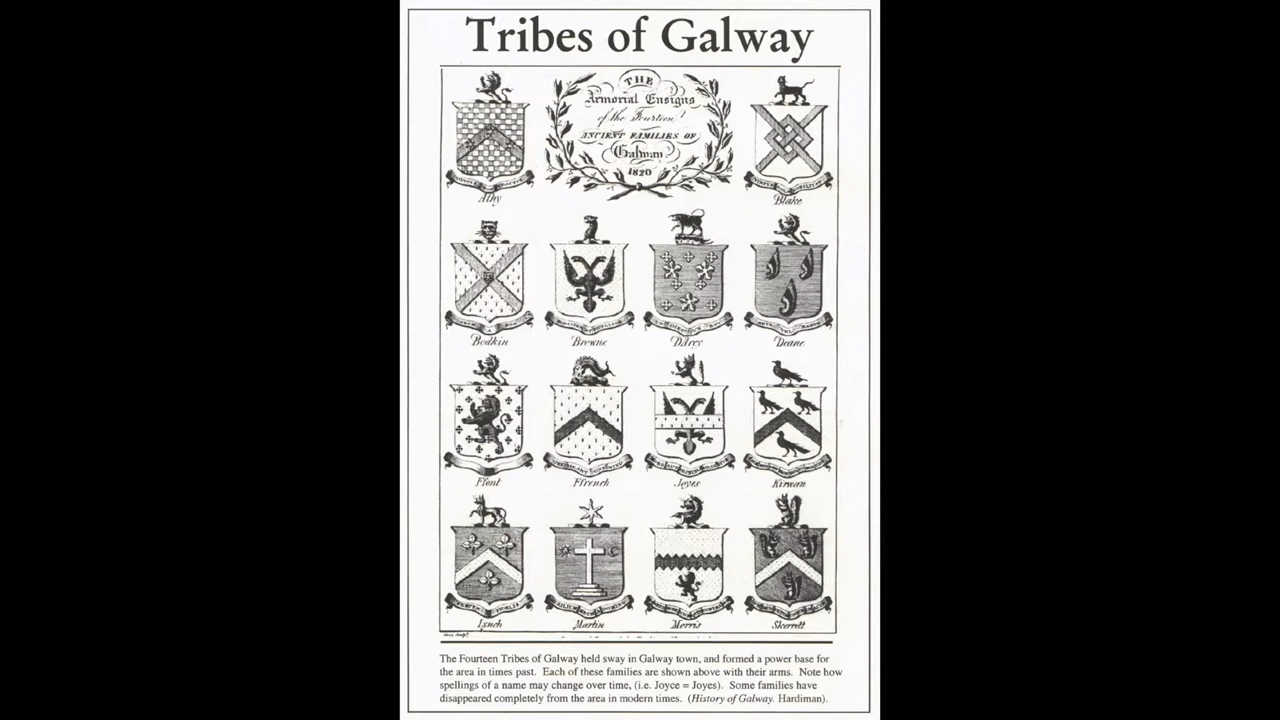 Tribes of Galway
THE
Armorial Ensigns
of the Fourteen
ANCIENT FAMILIES OF
Galway
1820
Athy
Blake
Bodkin
Browne
D'Arcy
Deane
Ffont
Ffrench
Joyes
Kirwan
Lynch
Martin
Morris
Skerrett
The Fourteen Tribes of Galway held sway in Galway town, and formed a power base for
the area in times past. Each of these families are shown above with their arms. Note how
spellings of a name may change over time, (i.e. Joyce = Joyes). Some families have
disappeared completely from the area in modern times. (History of Galway. Hardiman).